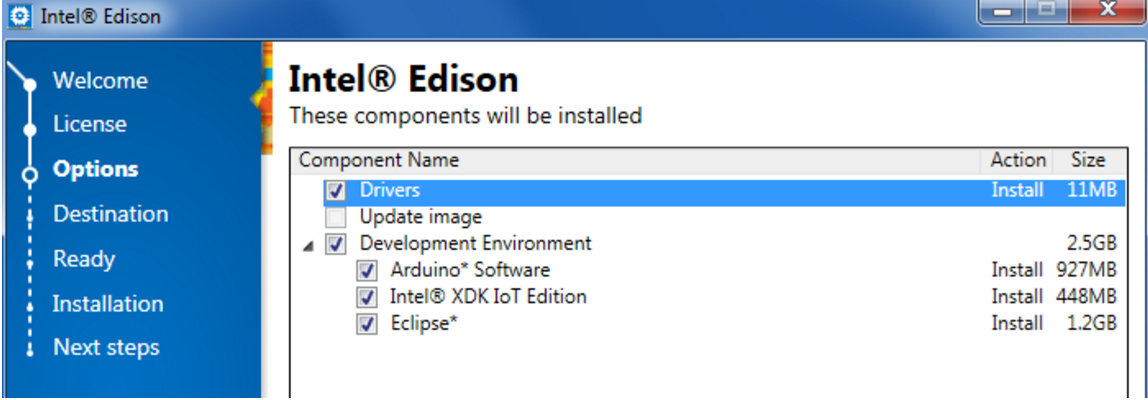 Intel® Edison
Welcome
License
Options
Destination
Ready
Installation
Next steps
Intel® Edison
These components will be installed
Component Name Action Size
Drivers Install 11MB
Update image
Development Environment 2.5GB
Arduino* Software Install 927MB
Intel® XDK IoT Edition Install 448MB
Eclipse* Install 1.2GB